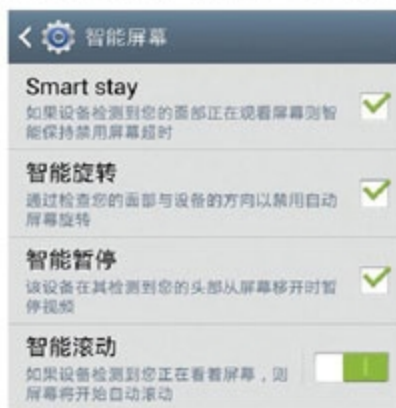 智能屏幕
Smart stay
如果设备检测到您的面部正在观看屏幕则智
能保持禁用屏幕超时
智能旋转
通过检查您的面部与设备的方向以禁用自动
屏幕旋转
智能暂停
该设备在其检测到您的头部从屏幕移开时暂
停视频
智能滚动
如果设备检测到您正在看着屏幕，则
屏幕将开始自动滚动